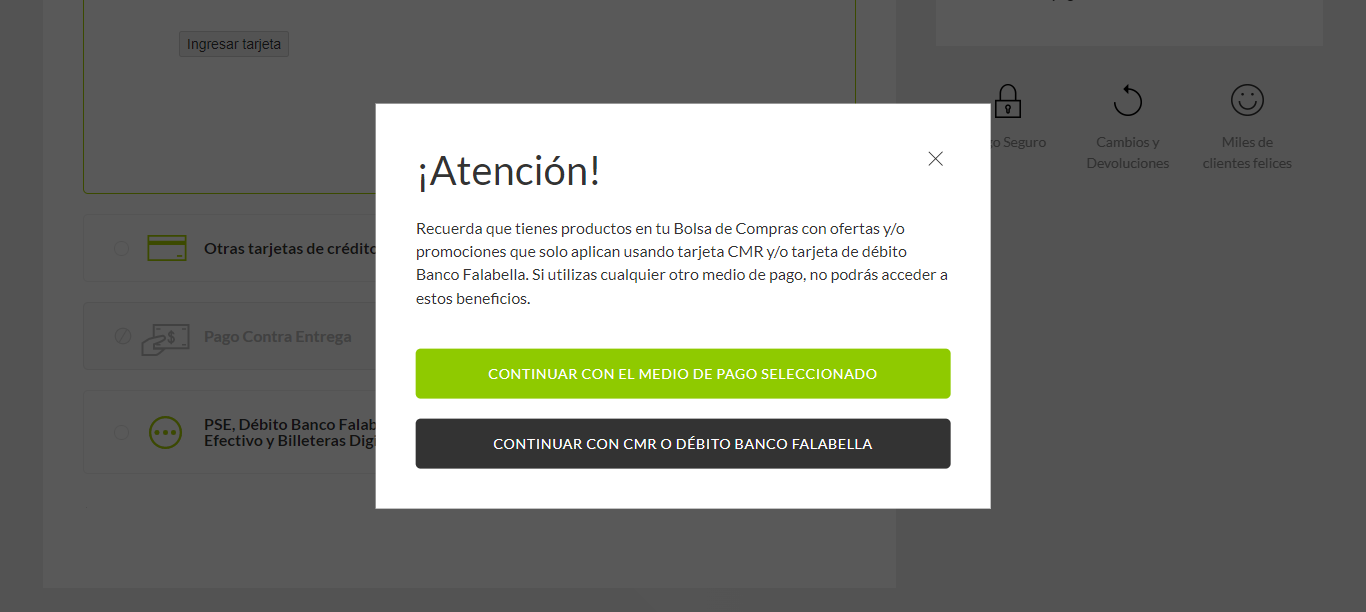 Ingresar tarjeta
Seguro
Cambios y
Devoluciones
Miles de
clientes felices
¡Atención!
Recuerda que tienes productos en tu Bolsa de Compras con ofertas y/o
promociones que solo aplican usando tarjeta CMR y/o tarjeta de débito
Banco Falabella. Si utilizas cualquier otro medio de pago, no podrás acceder a
estos beneficios.
CONTINUAR CON EL MEDIO DE PAGO SELECCIONADO
CONTINUAR CON CMR O DÉBITO BANCO FALABELLA
Otras tarjetas de crédito
Pago Contra Entrega
PSE, Débito Banco Falab
Efectivo y Billeteras Digi